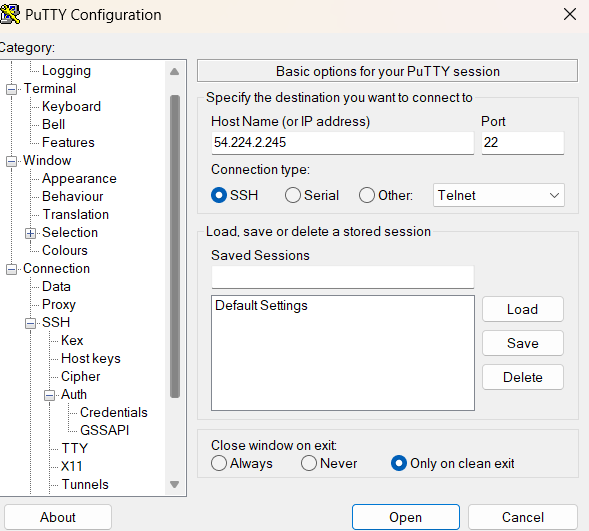 PuTTY Configuration
Category:
Logging
Terminal
Keyboard
Bell
Features
Window
Appearance
Behaviour
Translation
Selection
Colours
Connection
Data
Proxy
SSH
Kex
Host keys
Cipher
Auth
Credentials
GSSAPI
TTY
X11
Tunnels
Basic options for your PuTTY session
Specify the destination you want to connect to
Host Name (or IP address) Port
54.224.2.245 22
Connection type:
SSH Serial Other: Telnet
Load, save or delete a stored session
Saved Sessions
Default Settings
Load
Save
Delete
Close window on exit:
Always Never Only on clean exit
About Open Cancel